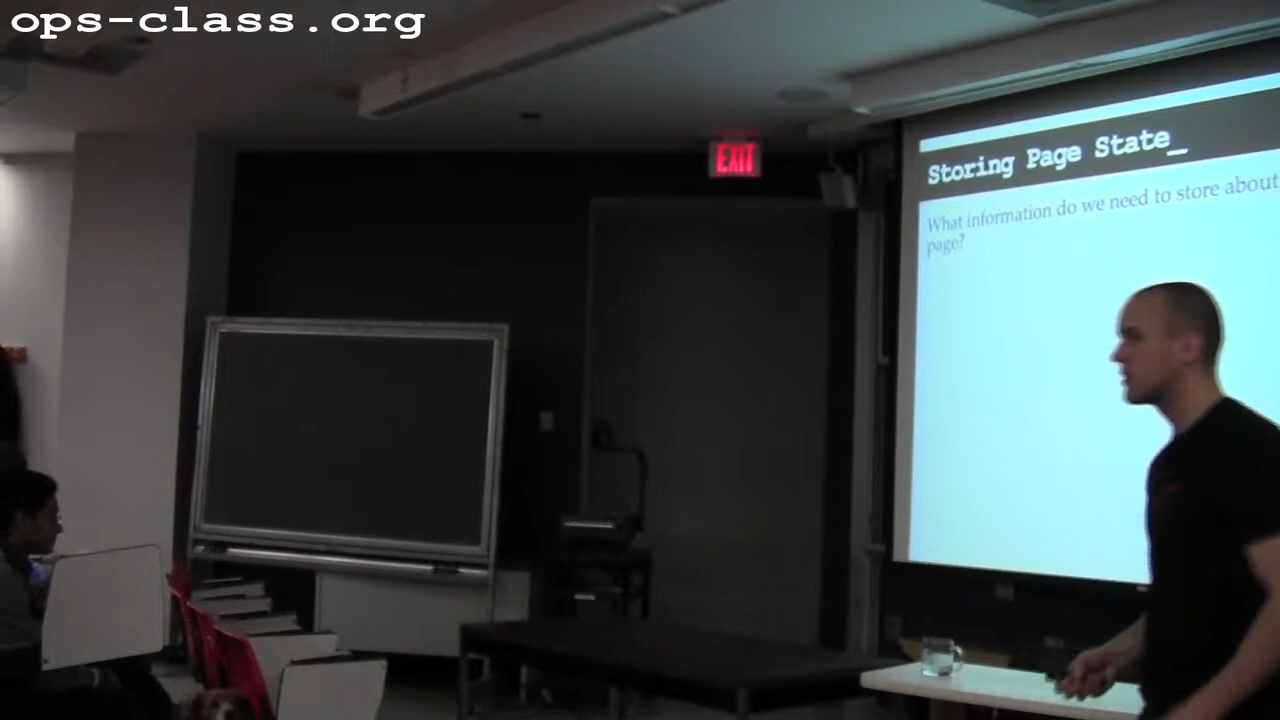 ops-class.org
EXIT
Storing Page State_
What information do we need to store about
page?